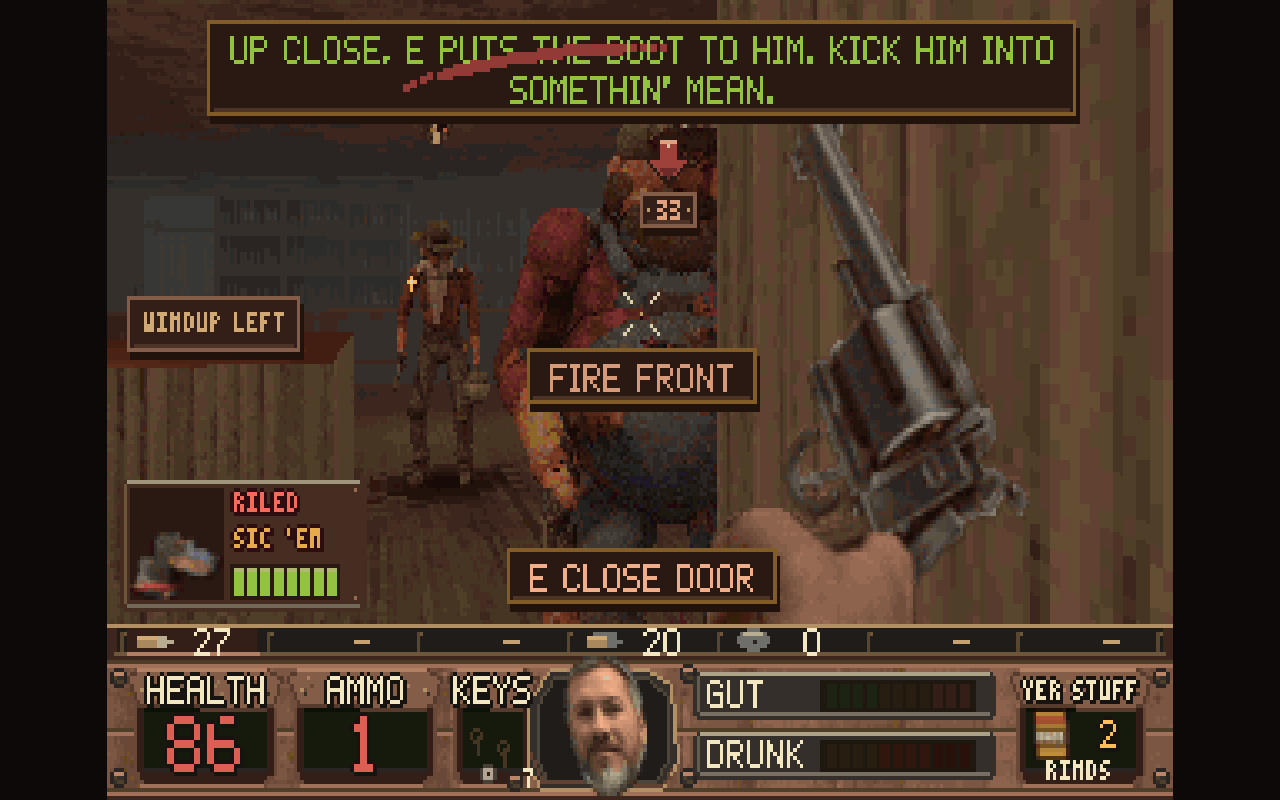 UP CLOSE, E PUTS THE BOOT TO HIM. KICK HIM INTO
SOMETHIN' MEAN.
33
WINDUP LEFT
FIRE FRONT
RILED
SIC 'EM
E CLOSE DOOR
27 – – 20 0 – –
HEALTH AMMO KEYS GUT YER STUFF
86 1 2
DRUNK RINDS